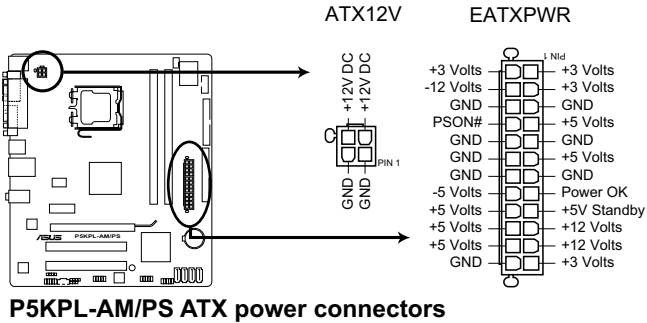 ATX12V
EATXPWR
+12V DC
+12V DC
PIN 1
GND
GND
PIN 1
+3 Volts +3 Volts
-12 Volts +3 Volts
GND GND
PSON# +5 Volts
GND GND
GND +5 Volts
GND GND
-5 Volts Power OK
+5 Volts +5V Standby
+5 Volts +12 Volts
+5 Volts +12 Volts
GND +3 Volts
ASUS P5KPL-AM/PS
P5KPL-AM/PS ATX power connectors